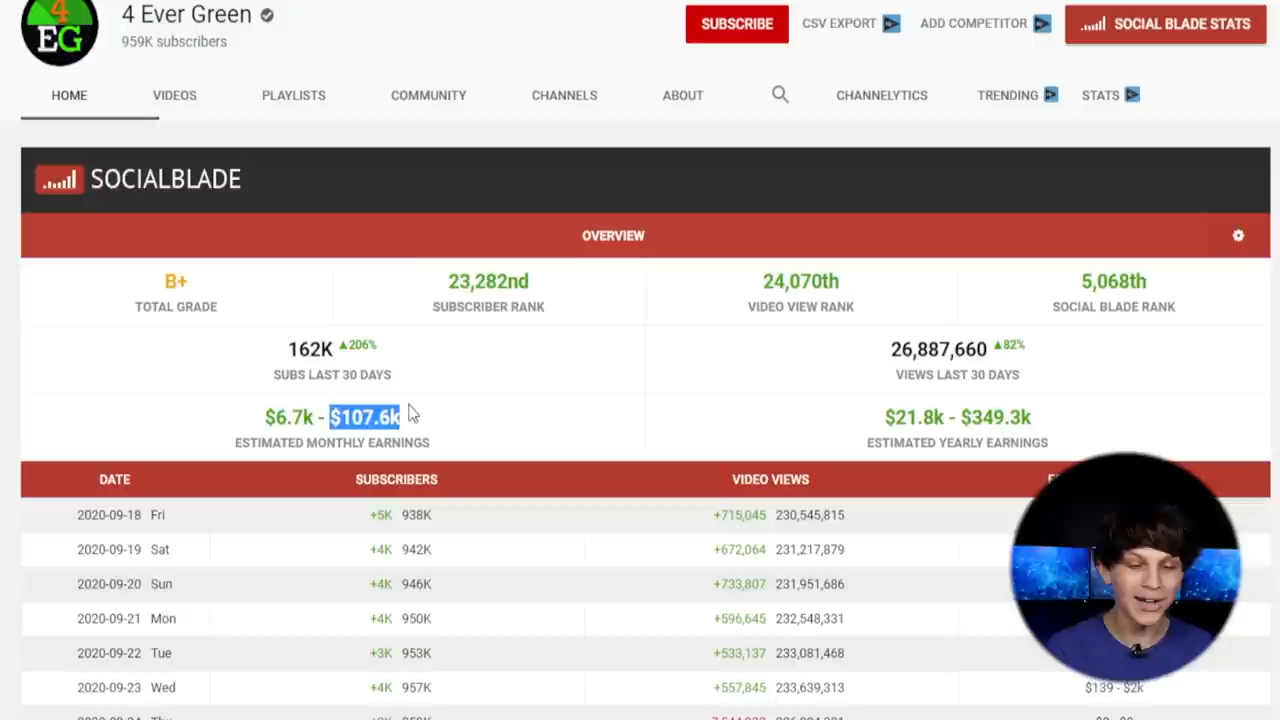 4
EG
4 Ever Green
959K subscribers
SUBSCRIBE
CSV EXPORT
ADD COMPETITOR
SOCIAL BLADE STATS
HOME
VIDEOS
PLAYLISTS
COMMUNITY
CHANNELS
ABOUT
CHANNELYTICS
TRENDING
STATS
SOCIALBLADE
OVERVIEW
B+
23,282nd
24,070th
5,068th
TOTAL GRADE
SUBSCRIBER RANK
VIDEO VIEW RANK
SOCIAL BLADE RANK
162K ▲206%
26,887,660 ▲82%
SUBS LAST 30 DAYS
VIEWS LAST 30 DAYS
$6.7k - $107.6k
$21.8k - $349.3k
ESTIMATED MONTHLY EARNINGS
ESTIMATED YEARLY EARNINGS
DATE
SUBSCRIBERS
VIDEO VIEWS
2020-09-18 Fri +5K 938K +715,045 230,545,815
2020-09-19 Sat +4K 942K +672,064 231,217,879
2020-09-20 Sun +4K 946K +733,807 231,951,686
2020-09-21 Mon +4K 950K +596,645 232,548,331
2020-09-22 Tue +3K 953K +533,137 233,081,468
2020-09-23 Wed +4K 957K +557,845 233,639,313 $139 - $2k